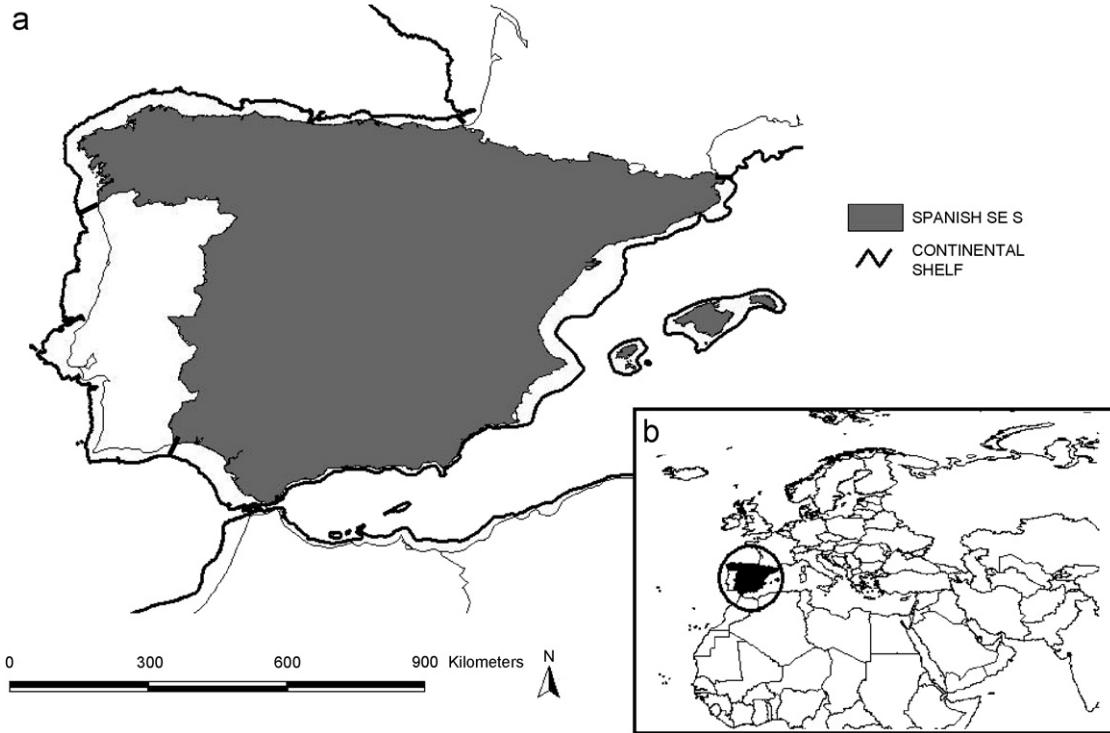 a
SPANISH SE S
CONTINENTAL
SHELF
b
0 300 600 900 Kilometers
N